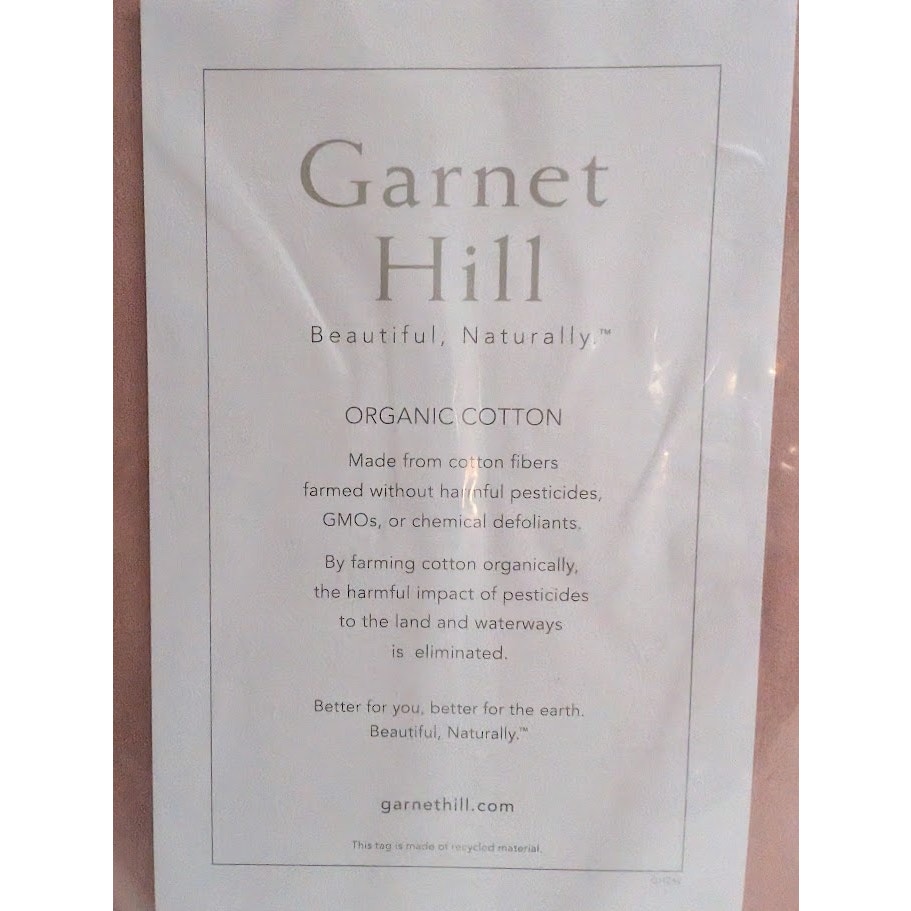 Garnet
Hill
Beautiful, Naturally.™
ORGANIC COTTON
Made from cotton fibers
farmed without harmful pesticides,
GMOs, or chemical defoliants.
By farming cotton organically,
the harmful impact of pesticides
to the land and waterways
is eliminated.
Better for you, better for the earth.
Beautiful, Naturally.™
garnethill.com
This tag is made of recycled material.